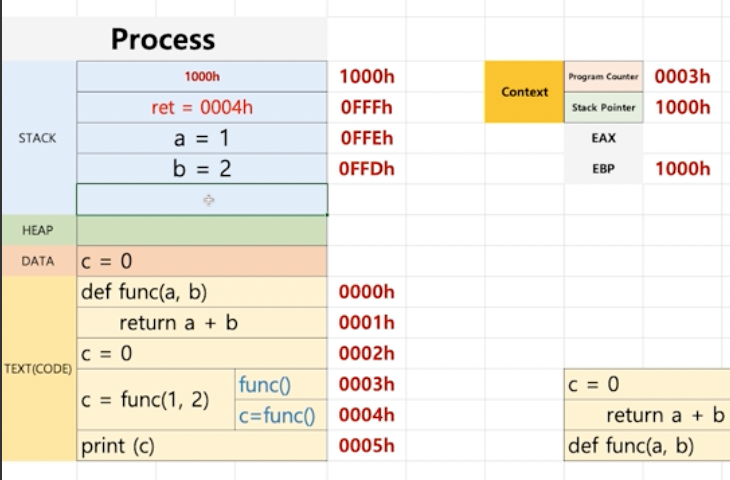 Process
STACK
1000h 1000h
ret = 0004h 0FFFh
a = 1 0FFEh
b = 2 0FFDh
HEAP
DATA
c = 0
TEXT(CODE)
def func(a, b) 0000h
return a + b 0001h
c = 0 0002h
c = func(1, 2)
func() 0003h
c=func() 0004h
print (c) 0005h
Context
Program Counter 0003h
Stack Pointer 1000h
EAX
EBP 1000h
c = 0
return a + b
def func(a, b)